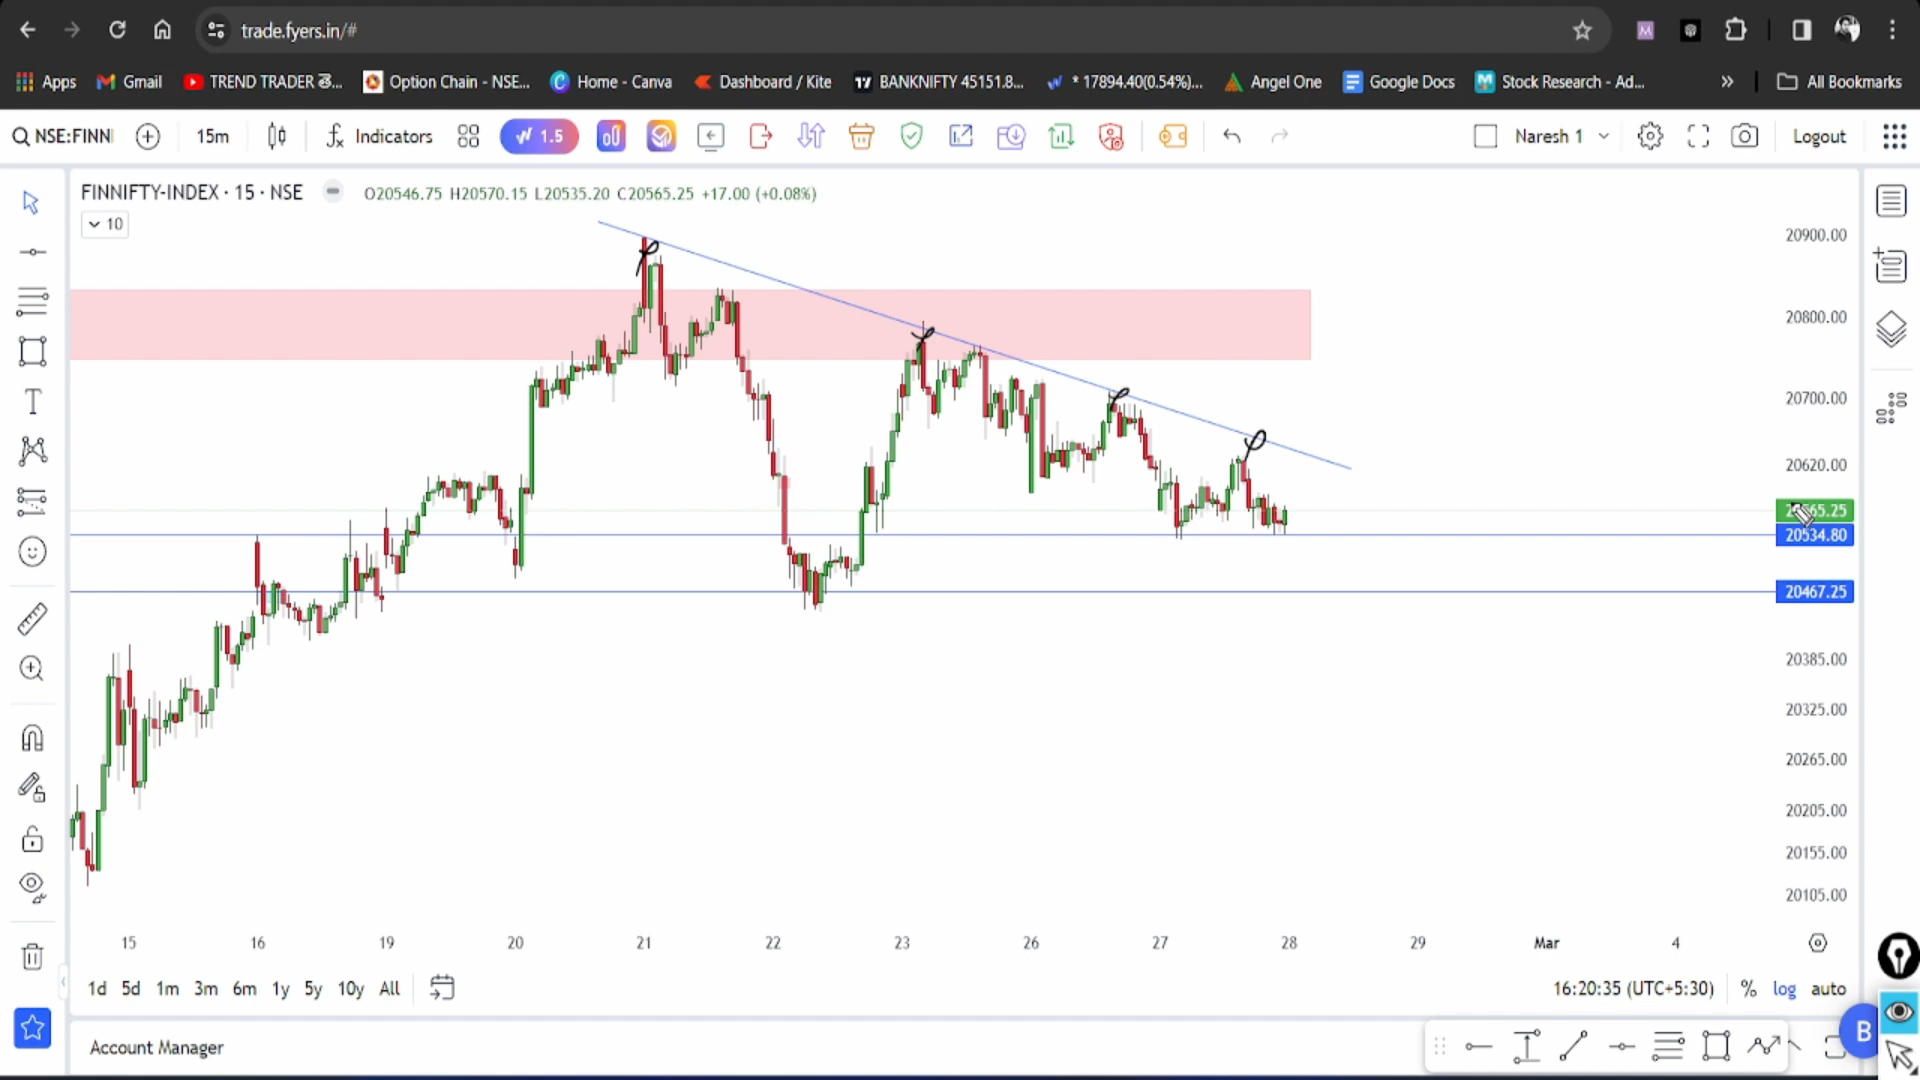 trade.fyers.in/#
Apps Gmail TREND TRADER Option Chain - NSE... Home - Canva Dashboard / Kite BANKNIFTY 45151.8... * 17894.40(0.54%)... Angel One Google Docs Stock Research - Ad... » All Bookmarks
NSE:FINNI 15m Indicators 1.5 Naresh 1 Logout
FINNIFTY-INDEX · 15 · NSE O20546.75 H20570.15 L20535.20 C20565.25 +17.00 (+0.08%)
10
20900.00
20800.00
20700.00
20620.00
20534.80
20467.25
20385.00
20325.00
20265.00
20205.00
20155.00
20105.00
15 16 19 20 21 22 23 26 27 28 29 Mar 4
1d 5d 1m 3m 6m 1y 5y 10y All 16:20:35 (UTC+5:30) % log auto
B
Account Manager